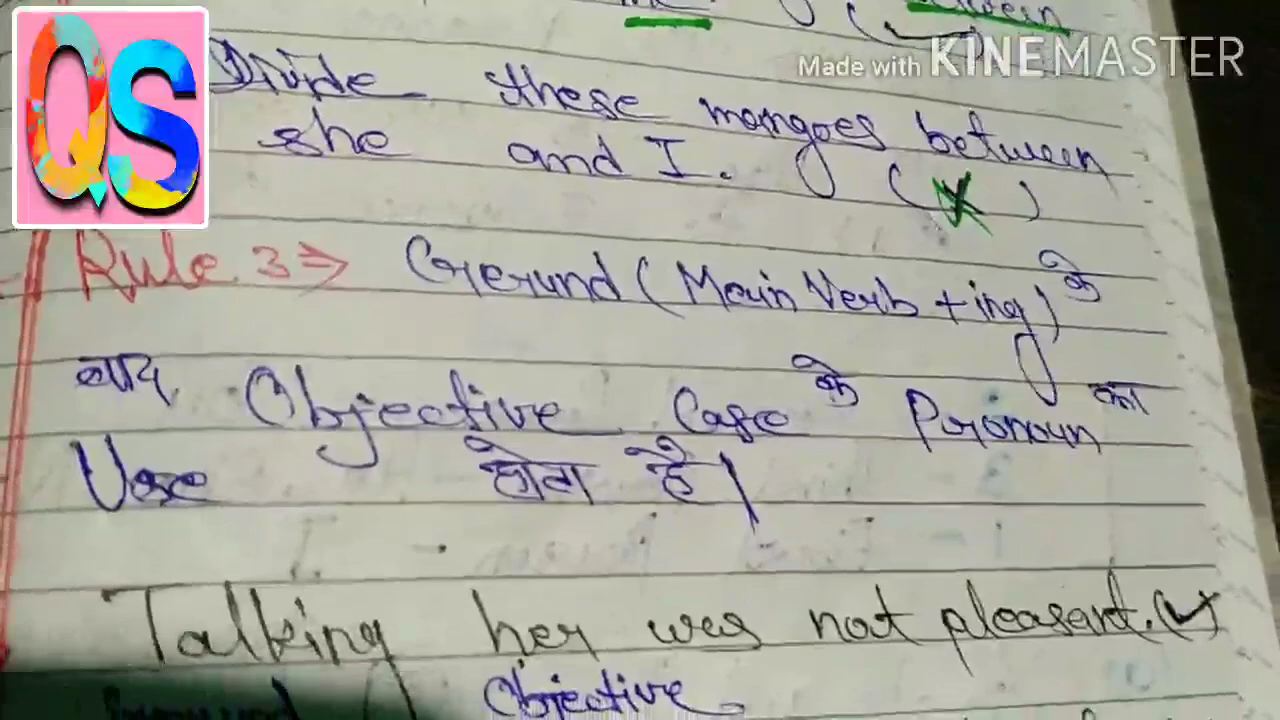 QS
Made with KINEMASTER
Divide these mangoes between
she and I. (X)
Rule 3⇒ Gerund (Main Verb +ing) के
बाद Objective Case के Pronoun का
Use होता है।
Talking her was not pleasant. (✓)
Objective